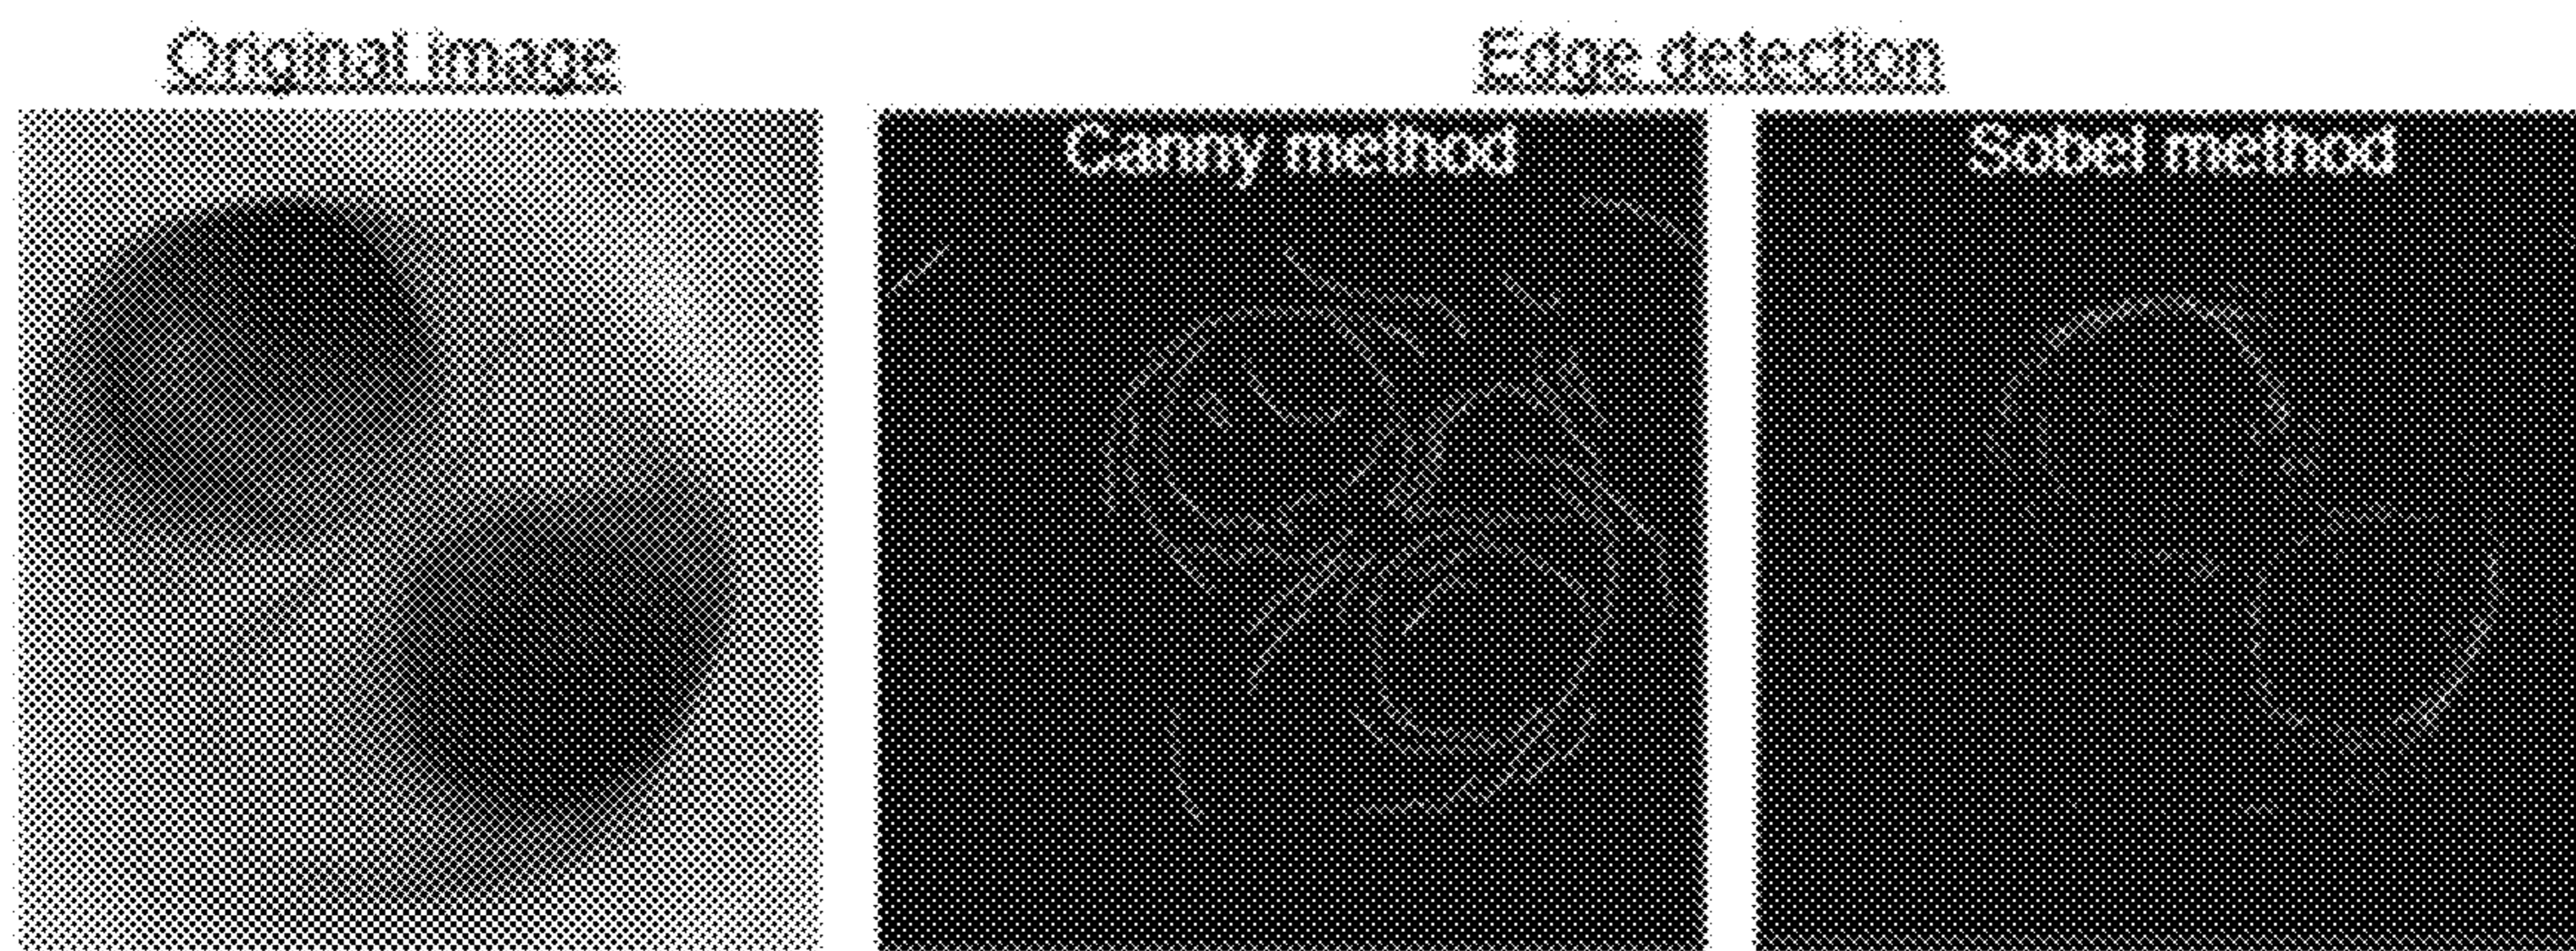 Original image
Edge detection
Canny method
Sobel method